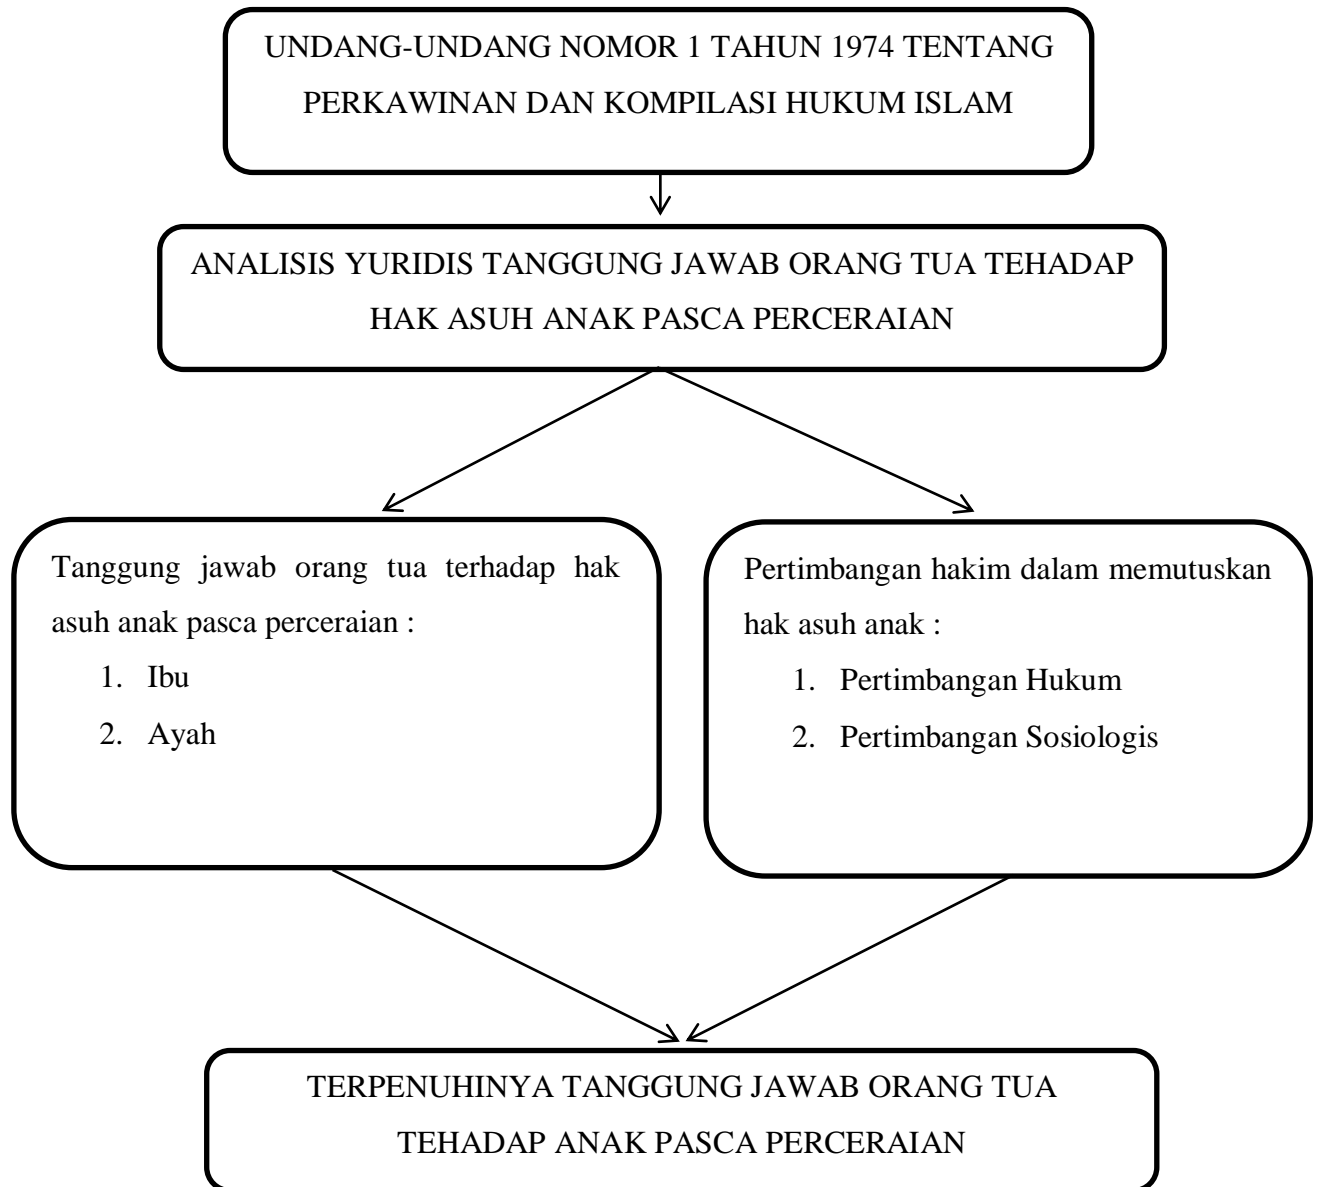 UNDANG-UNDANG NOMOR 1 TAHUN 1974 TENTANG
PERKAWINAN DAN KOMPILASI HUKUM ISLAM
ANALISIS YURIDIS TANGGUNG JAWAB ORANG TUA TEHADAP
HAK ASUH ANAK PASCA PERCERAIAN
Tanggung jawab orang tua terhadap hak
asuh anak pasca perceraian :
1. Ibu
2. Ayah
Pertimbangan hakim dalam memutuskan
hak asuh anak :
1. Pertimbangan Hukum
2. Pertimbangan Sosiologis
TERPENUHINYA TANGGUNG JAWAB ORANG TUA
TEHADAP ANAK PASCA PERCERAIAN